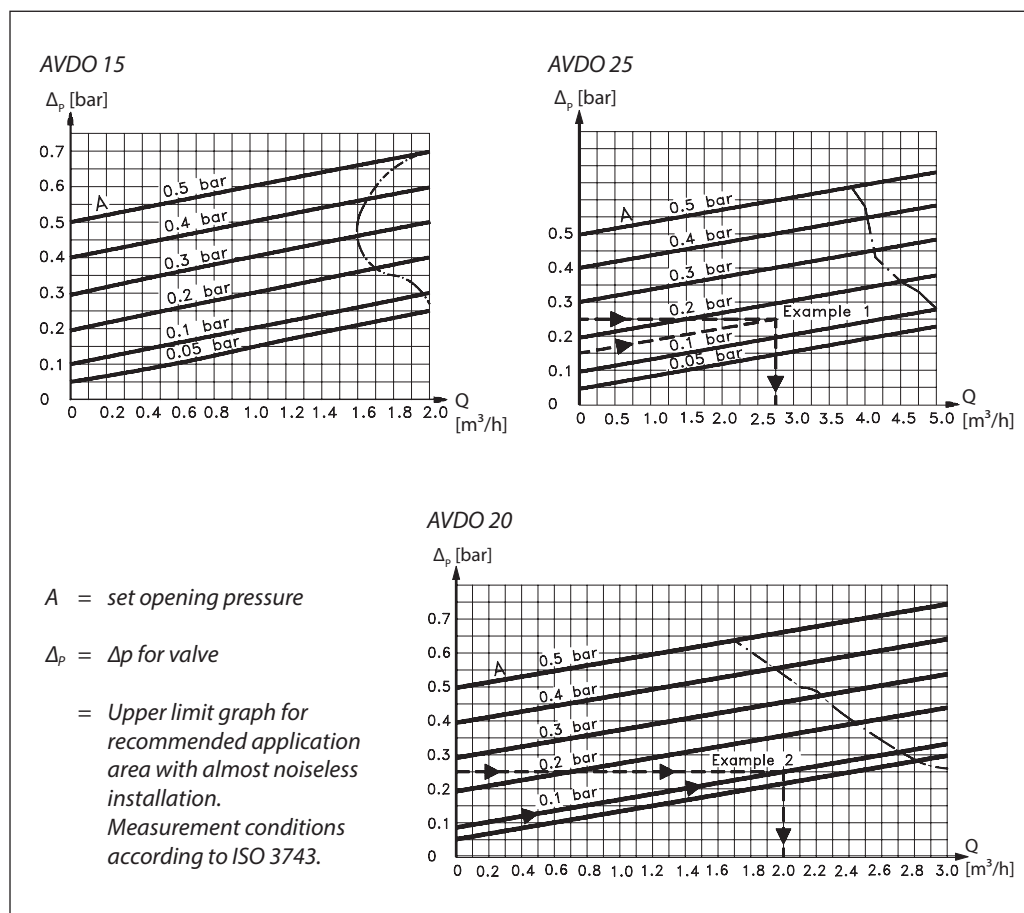 AVDO 15
Δp [bar]
0.7
0.6
0.5
0.4
0.3
0.2
0.1
0
A
0.5 bar
0.4 bar
0.3 bar
0.2 bar
0.1 bar
0.05 bar
0 0.2 0.4 0.6 0.8 1.0 1.2 1.4 1.6 1.8 2.0
Q
[m³/h]
AVDO 25
Δp [bar]
0.5
0.4
0.3
0.2
0.1
0
A
0.5 bar
0.4 bar
0.3 bar
0.2 bar
Example 1
0.1 bar
0.05 bar
0 0.5 1.0 1.5 2.0 2.5 3.0 3.5 4.0 4.5 5.0
Q
[m³/h]
A = set opening pressure
Δp = Δp for valve
= Upper limit graph for
recommended application
area with almost noiseless
installation.
Measurement conditions
according to ISO 3743.
AVDO 20
Δp [bar]
0.7
0.6
0.5
0.4
0.3
0.2
0.1
0
A
0.5 bar
0.4 bar
0.3 bar
0.2 bar
Example 2
0.1 bar
0 0.2 0.4 0.6 0.8 1.0 1.2 1.4 1.6 1.8 2.0 2.2 2.4 2.6 2.8 3.0
Q
[m³/h]